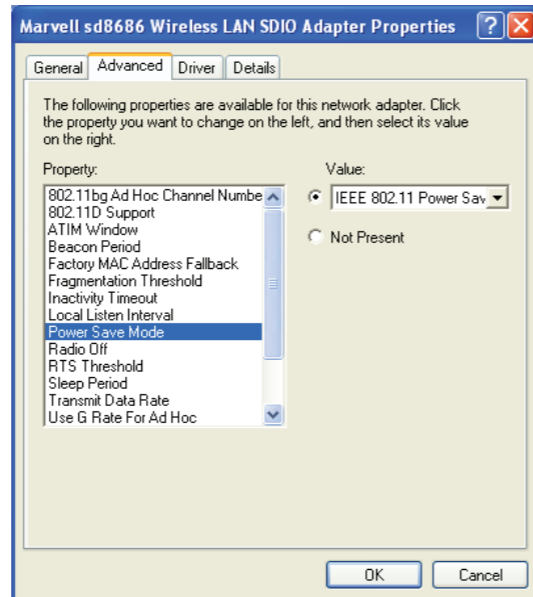 Marvell sd8686 Wireless LAN SDIO Adapter Properties
General Advanced Driver Details
The following properties are available for this network adapter. Click
the property you want to change on the left, and then select its value
on the right.
Property:
802.11bg Ad Hoc Channel Numbe
802.11D Support
ATIM Window
Beacon Period
Factory MAC Address Fallback
Fragmentation Threshold
Inactivity Timeout
Local Listen Interval
Power Save Mode
Radio Off
RTS Threshold
Sleep Period
Transmit Data Rate
Use G Rate For Ad Hoc
Value:
IEEE 802.11 Power Sav
Not Present
OK Cancel